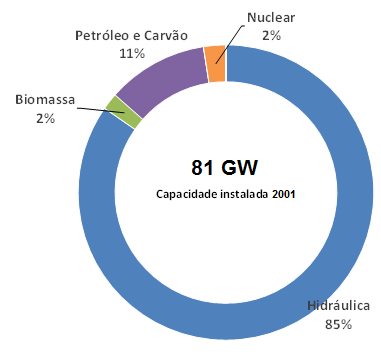 Nuclear
2%
Petróleo e Carvão
11%
Biomassa
2%
81 GW
Capacidade instalada 2001
Hidráulica
85%